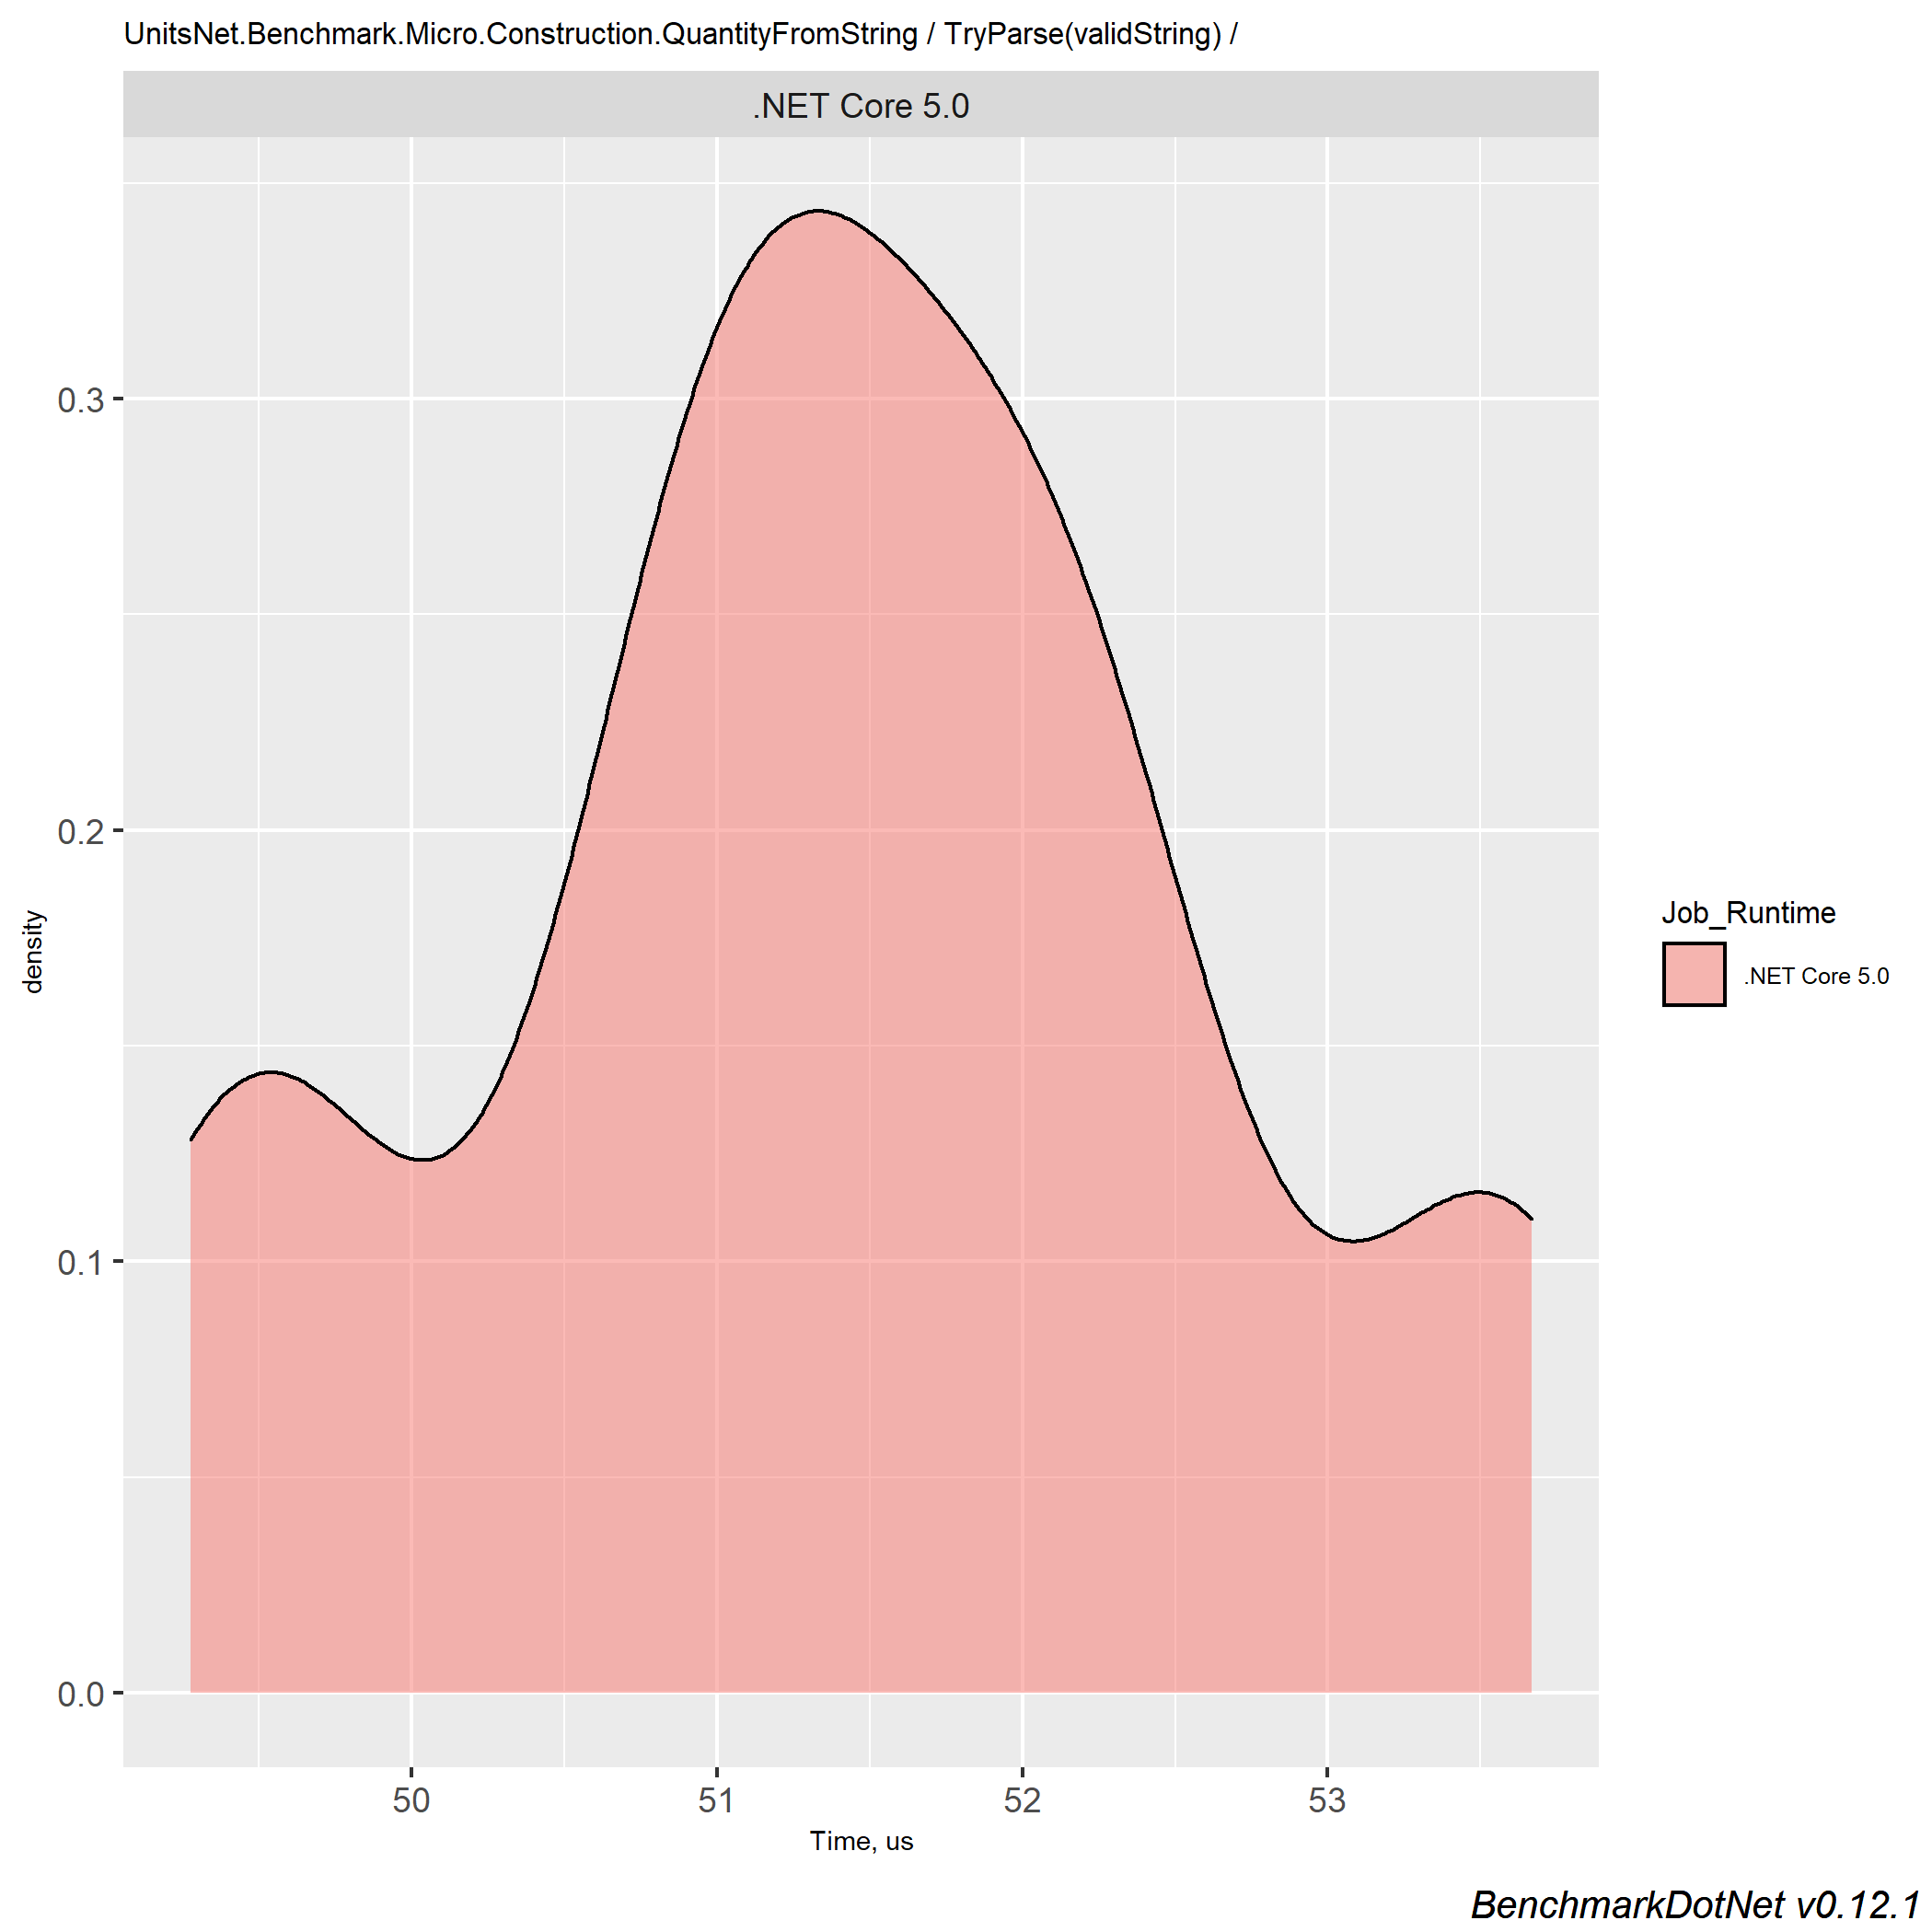 UnitsNet.Benchmark.Micro.Construction.QuantityFromString / TryParse(validString) /
.NET Core 5.0
0.3
0.2
0.1
0.0
density
50 51 52 53
Time, us
Job_Runtime
.NET Core 5.0
BenchmarkDotNet v0.12.1